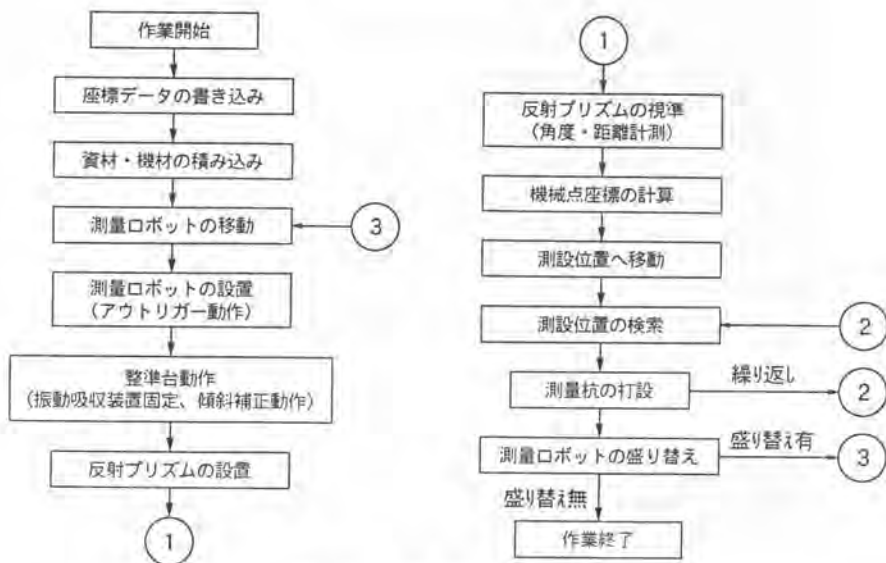 作業開始
座標データの書き込み
資材・機材の積み込み
測量ロボットの移動
3
測量ロボットの設置
(アウトリガー動作)
整準台動作
(振動吸収装置固定、傾斜補正動作)
反射プリズムの設置
1
1
反射プリズムの視準
(角度・距離計測)
機械点座標の計算
測設位置へ移動
測設位置の検索
2
測量杭の打設
繰り返し
2
測量ロボットの盛り替え
盛り替え有
3
盛り替え無
作業終了